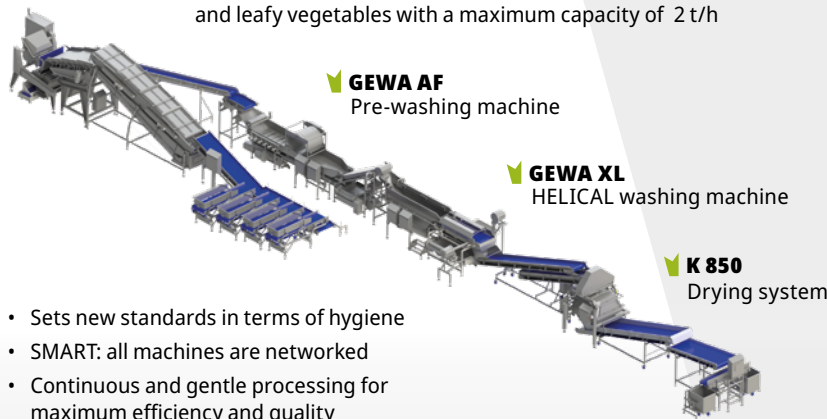 and leafy vegetables with a maximum capacity of 2 t/h
GEWA AF
Pre-washing machine
GEWA XL
HELICAL washing machine
K 850
Drying system
• Sets new standards in terms of hygiene
• SMART: all machines are networked
• Continuous and gentle processing for
maximum efficiency and quality